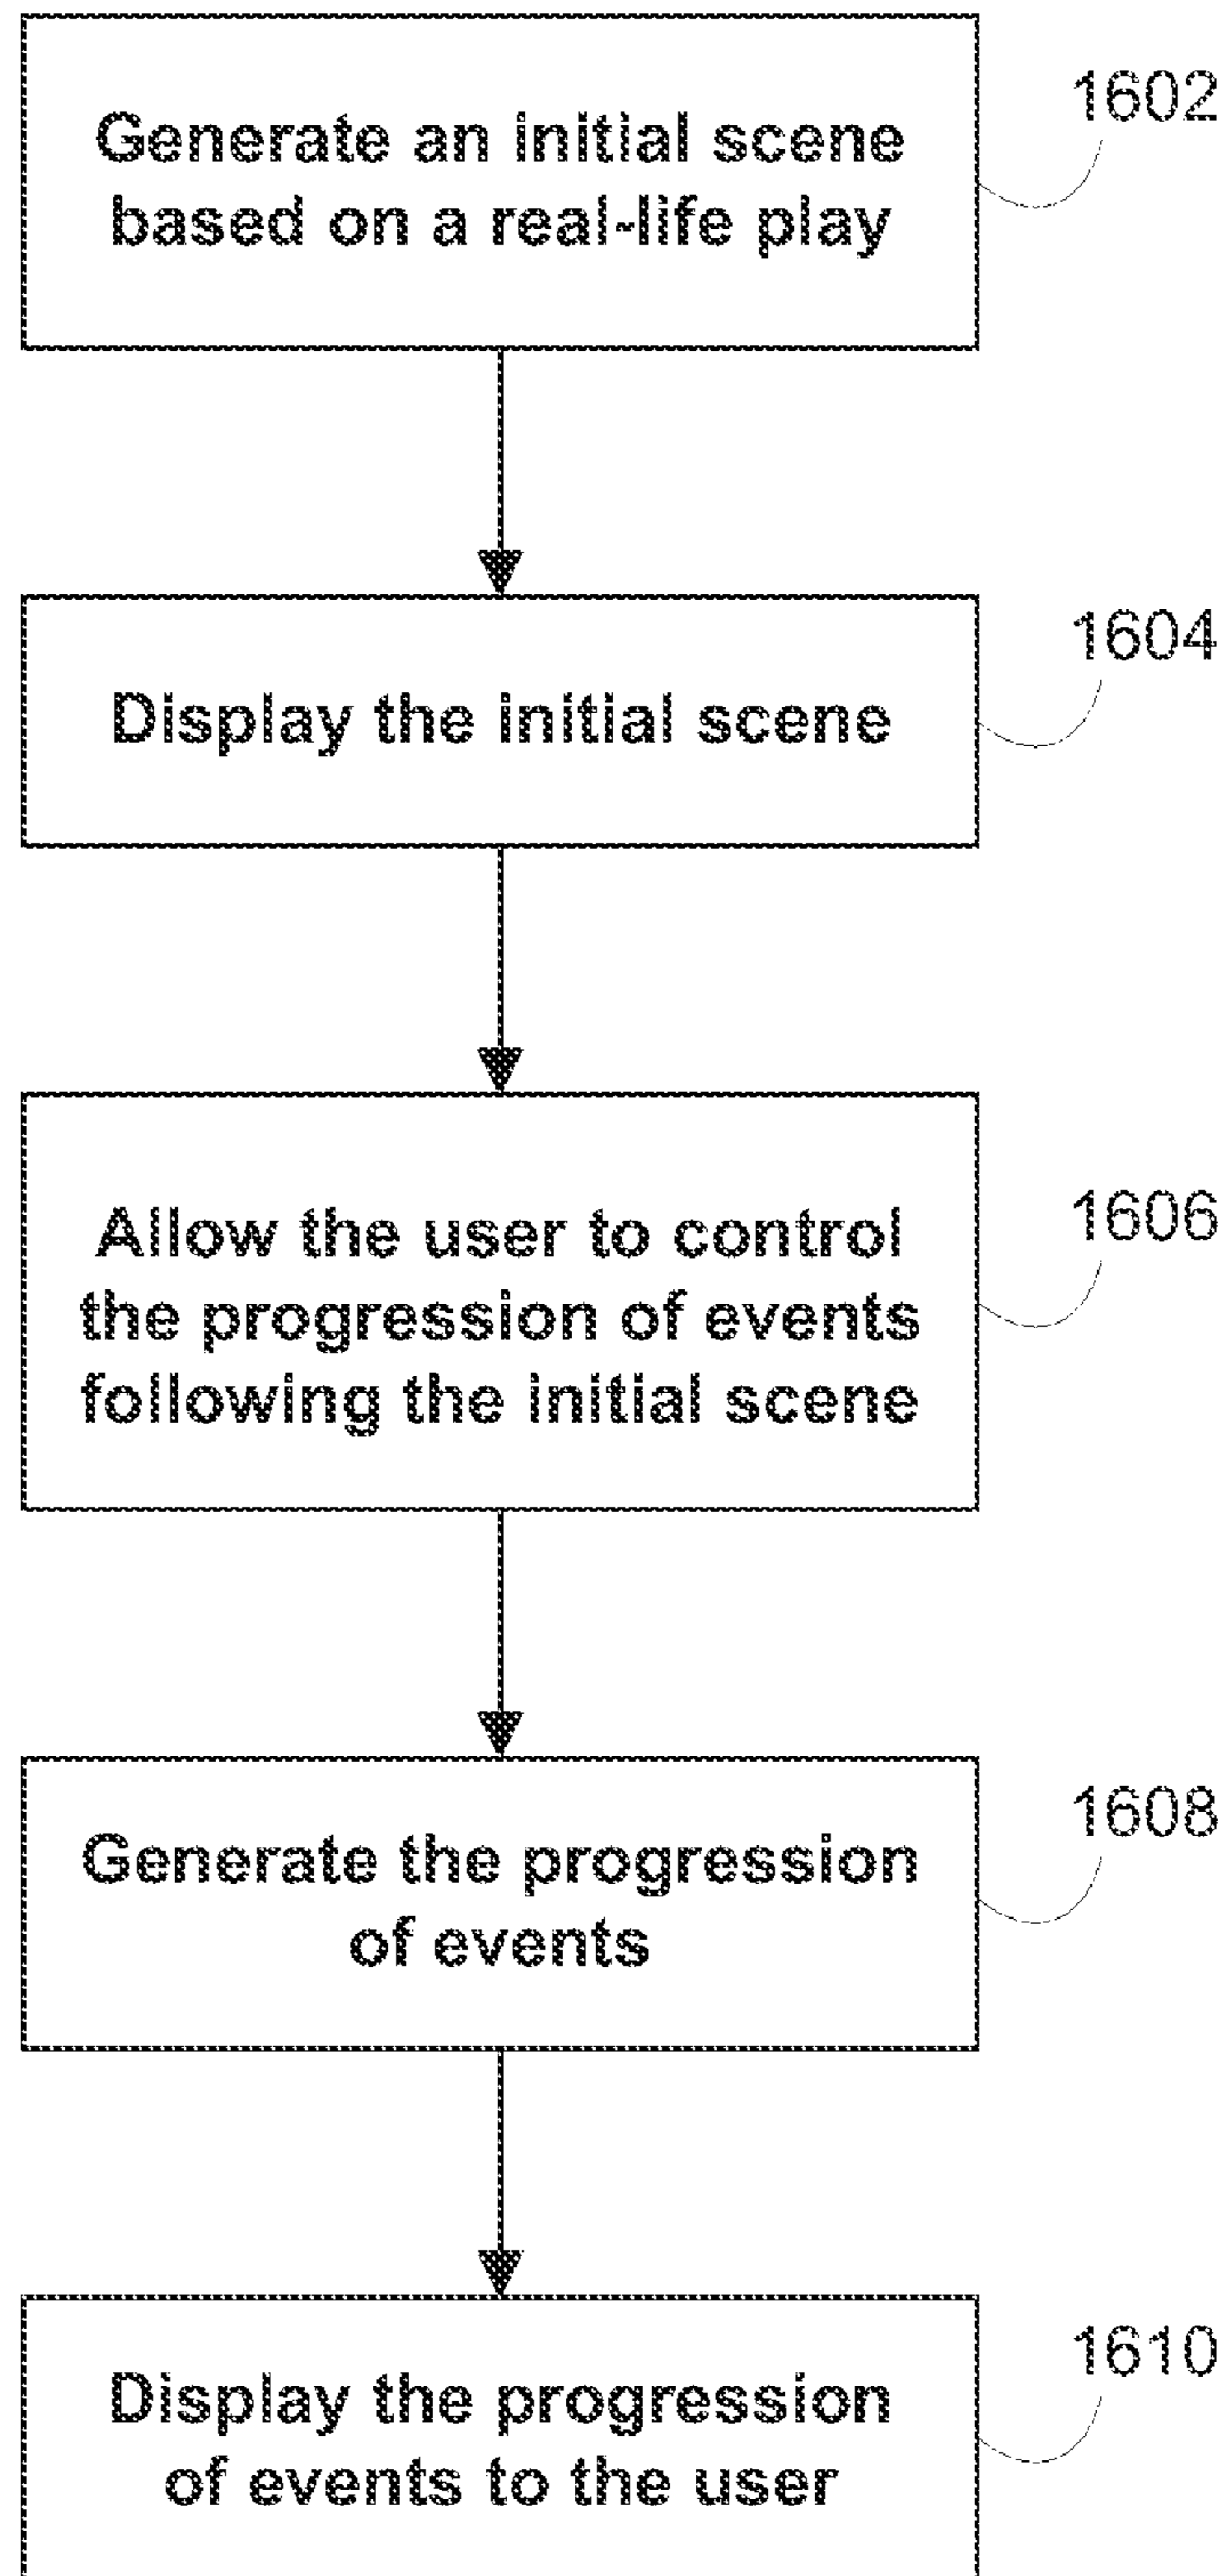 Generate an initial scene
based on a real-life play
1602
Display the initial scene
1604
Allow the user to control
the progression of events
following the initial scene
1606
Generate the progression
of events
1608
Display the progression
of events to the user
1610